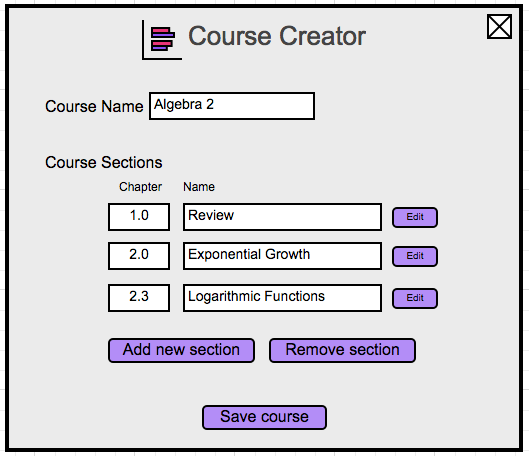 Course Creator
Course Name Algebra 2
Course Sections
Chapter Name
1.0 Review Edit
2.0 Exponential Growth Edit
2.3 Logarithmic Functions Edit
Add new section Remove section
Save course